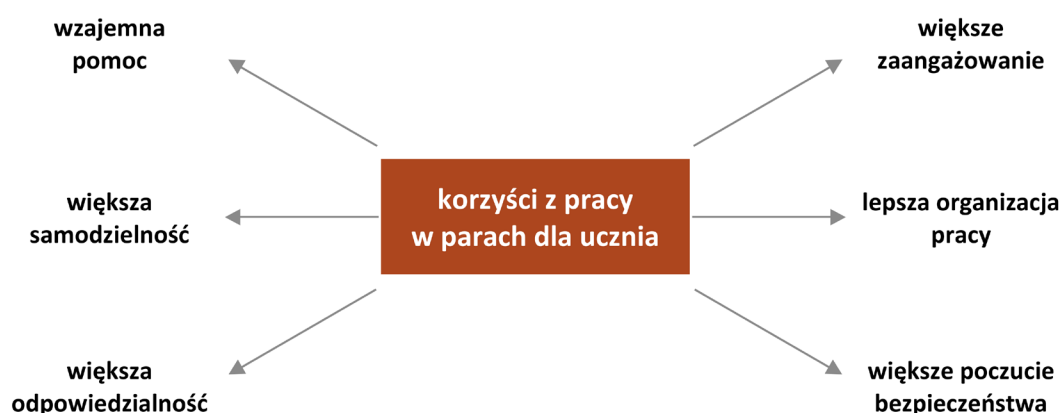 wzajemna
pomoc
większe
zaangażowanie
korzyści z pracy
w parach dla ucznia
większa
samodzielność
lepsza organizacja
pracy
większa
odpowiedzialność
większe poczucie
bezpieczeństwa